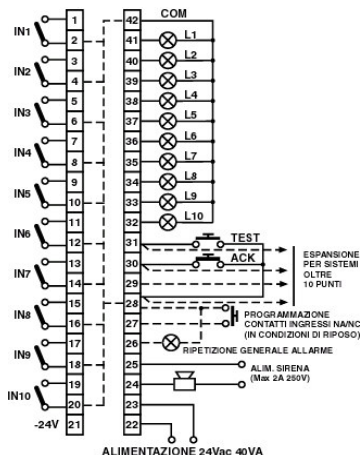 COM
IN1
1
2
42
41
L1
IN2
3
4
40
39
L2
L3
IN3
5
6
38
37
L4
L5
IN4
7
8
36
35
L6
L7
IN5
9
10
34
33
L8
L9
IN6
11
12
32
31
L10
TEST
IN7
13
14
30
29
ACK
ESPANSIONE
PER SISTEMI
OLTRE
10 PUNTI
IN8
15
16
28
27
PROGRAMMAZIONE
CONTATTI INGRESSI NA/NC
(IN CONDIZIONI DI RIPOSO)
IN9
17
18
26
25
RIPETIZIONE GENERALE ALLARME
ALIM. SIRENA
(Max 2A 250V)
IN10
19
20
24
23
-24V
21
22
ALIMENTAZIONE 24Vac 40VA